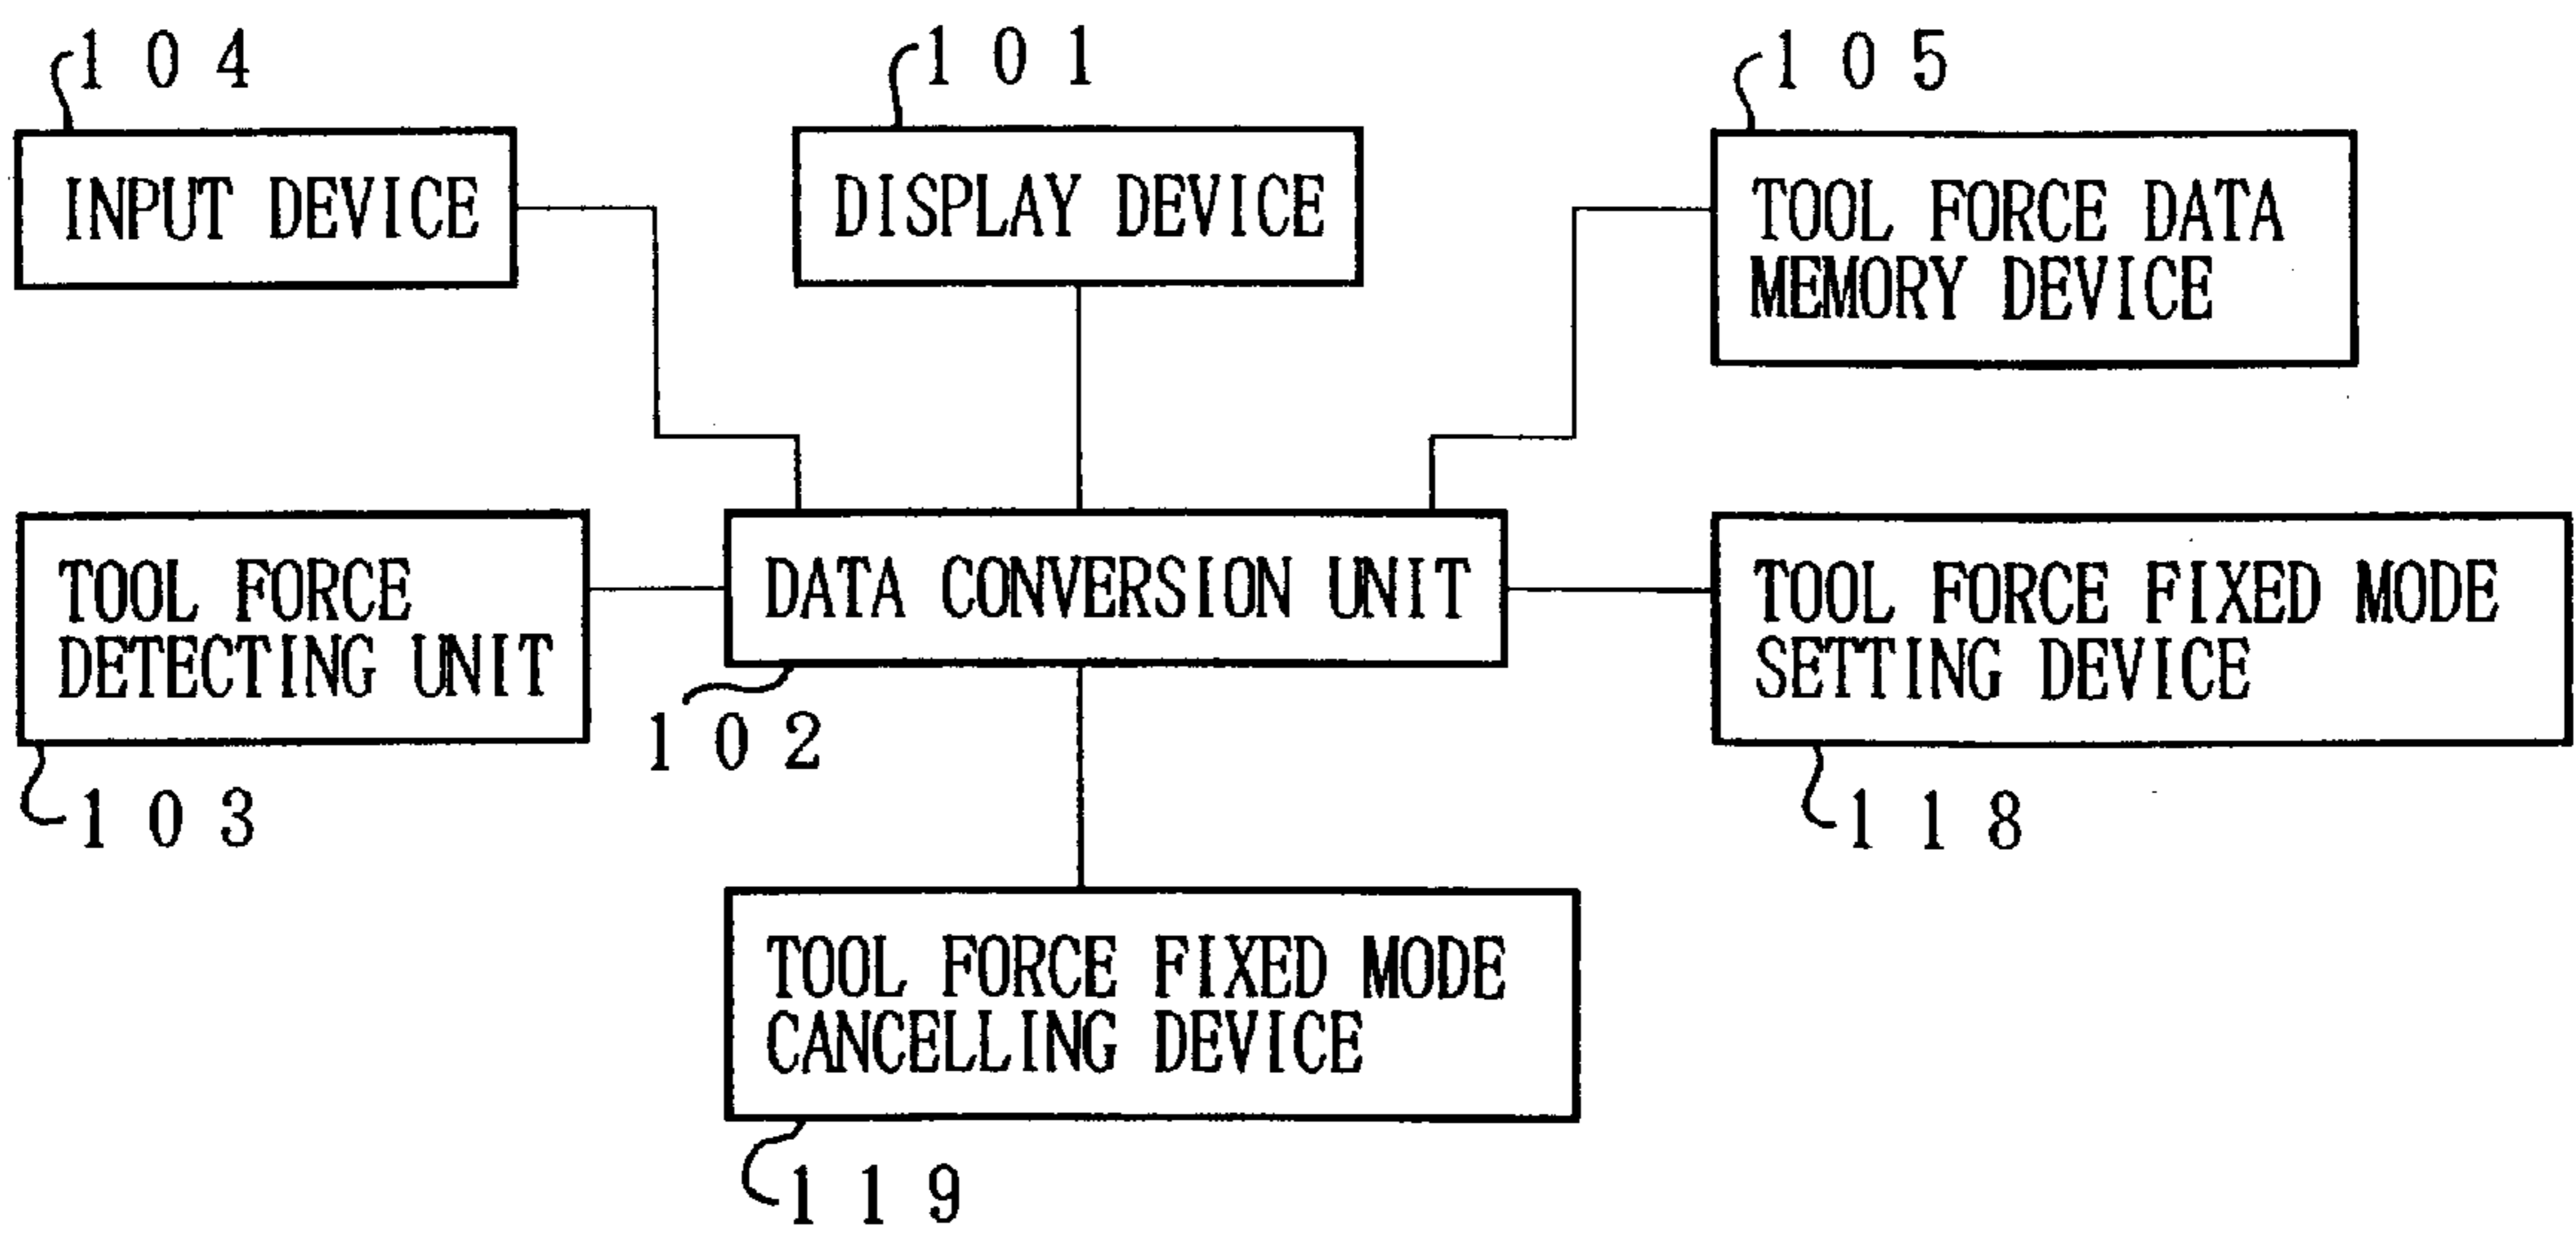 104
101
105
INPUT DEVICE
DISPLAY DEVICE
TOOL FORCE DATA
MEMORY DEVICE
TOOL FORCE
DETECTING UNIT
DATA CONVERSION UNIT
TOOL FORCE FIXED MODE
SETTING DEVICE
102
103
118
TOOL FORCE FIXED MODE
CANCELLING DEVICE
119